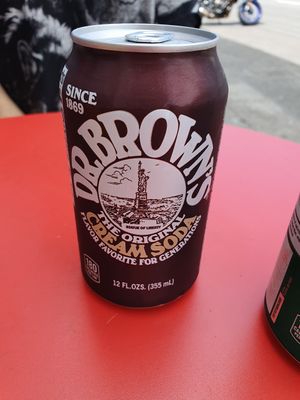 SINCE
1869
DR. BROWN'S
STATUE OF LIBERTY
THE ORIGINAL
CREAM SODA
FLAVOR FAVORITE FOR GENERATIONS
180
12 FL.OZS. (355 mL)